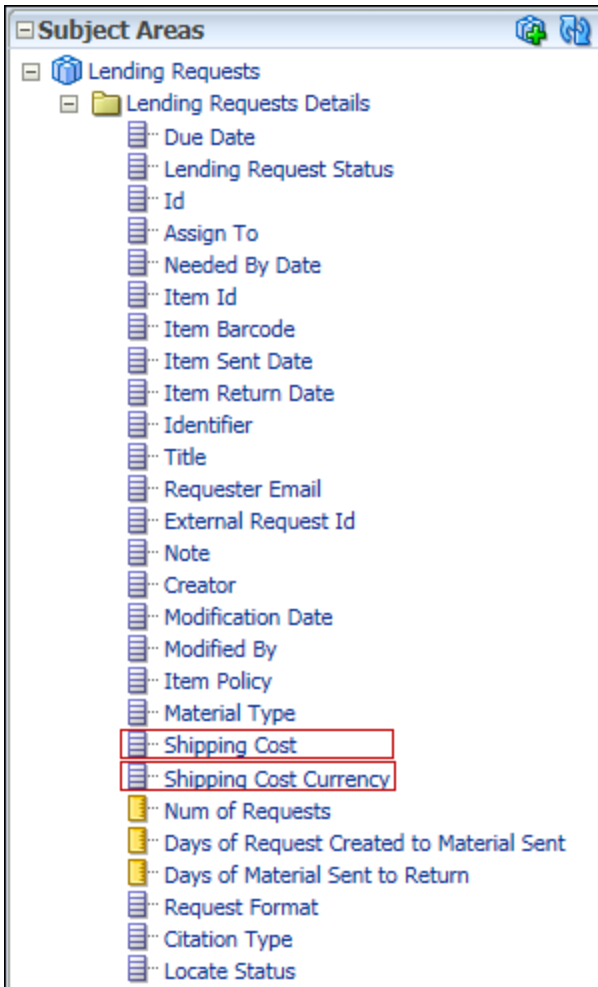 Subject Areas
Lending Requests
Lending Requests Details
Due Date
Lending Request Status
Id
Assign To
Needed By Date
Item Id
Item Barcode
Item Sent Date
Item Return Date
Identifier
Title
Requester Email
External Request Id
Note
Creator
Modification Date
Modified By
Item Policy
Material Type
Shipping Cost
Shipping Cost Currency
Num of Requests
Days of Request Created to Material Sent
Days of Material Sent to Return
Request Format
Citation Type
Locate Status